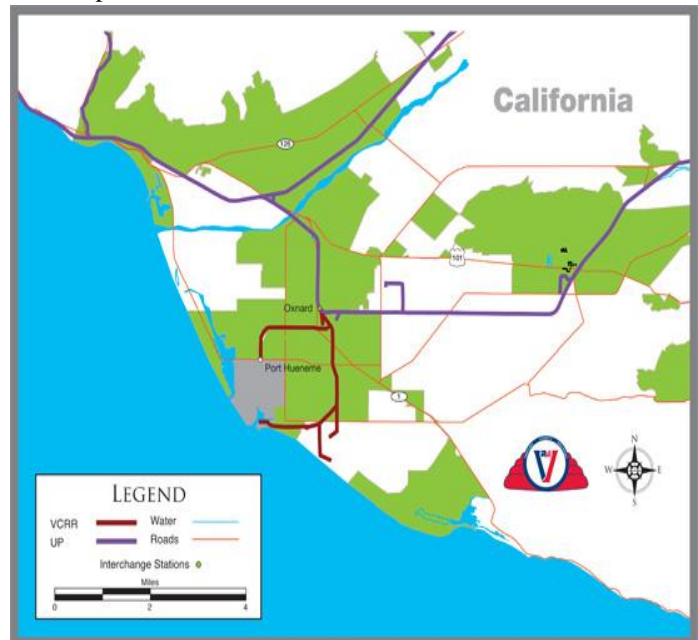 California
126
101
Oxnard
Port Hueneme
1
N
W E
S
LEGEND
VCRR Water
UP Roads
Interchange Stations
Miles
0 2 4